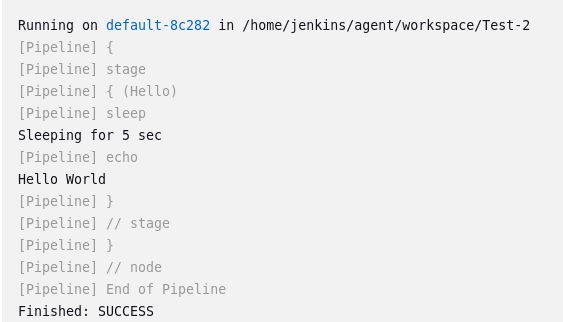 Running on default-8c282 in /home/jenkins/agent/workspace/Test-2
[Pipeline] {
[Pipeline] stage
[Pipeline] { (Hello)
[Pipeline] sleep
Sleeping for 5 sec
[Pipeline] echo
Hello World
[Pipeline] }
[Pipeline] // stage
[Pipeline] }
[Pipeline] // node
[Pipeline] End of Pipeline
Finished: SUCCESS